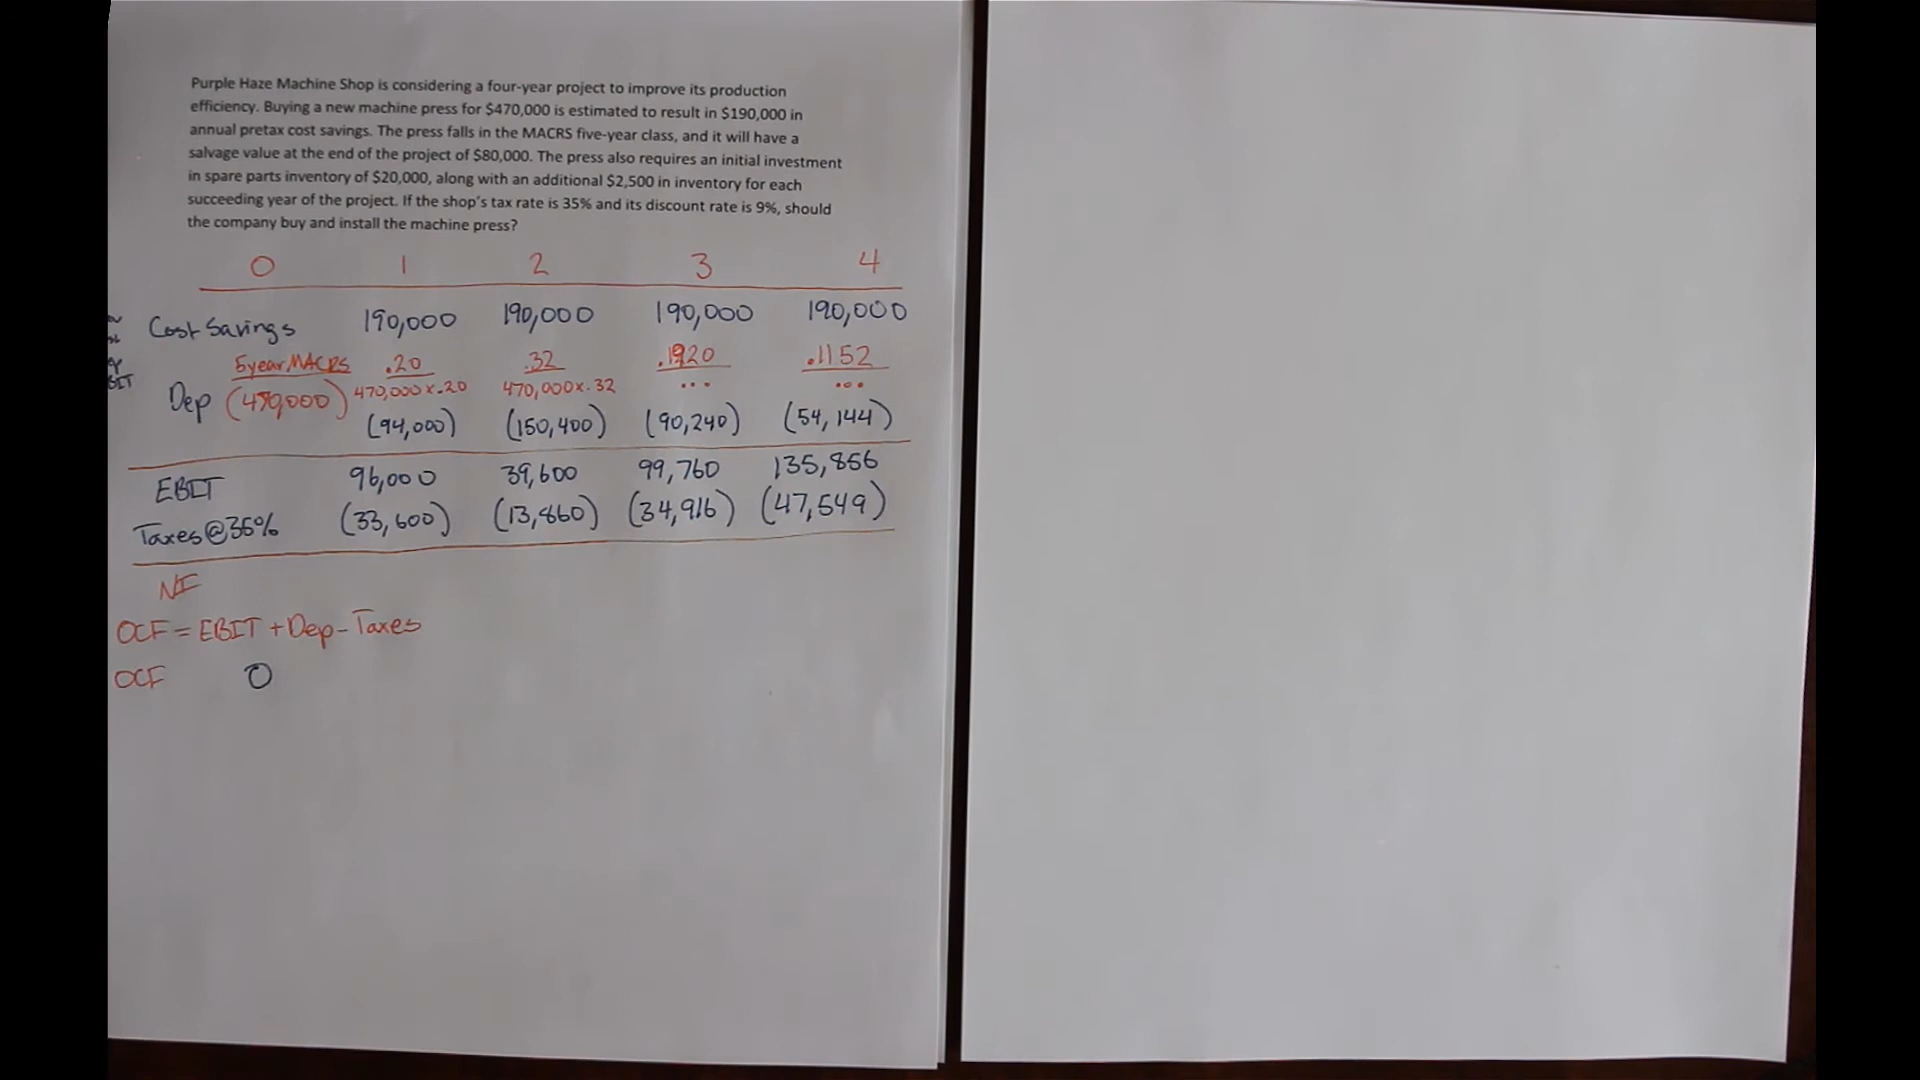 Purple Haze Machine Shop is considering a four-year project to improve its production
efficiency. Buying a new machine press for $470,000 is estimated to result in $190,000 in
annual pretax cost savings. The press falls in the MACRS five-year class, and it will have a
salvage value at the end of the project of $80,000. The press also requires an initial investment
in spare parts inventory of $20,000, along with an additional $2,500 in inventory for each
succeeding year of the project. If the shop's tax rate is 35% and its discount rate is 9%, should
the company buy and install the machine press?
0 1 2 3 4
Cost Savings 190,000 190,000 190,000 190,000
5 year MACRS .20 .32 .1920 .1152
Dep (470,000) 470,000x.20 470,000x.32 ... ...
(94,000) (150,400) (90,240) (54,144)
EBIT 96,000 39,600 99,760 135,856
Taxes@35% (33,600) (13,860) (34,916) (47,549)
NI
OCF = EBIT + Dep - Taxes
OCF 0